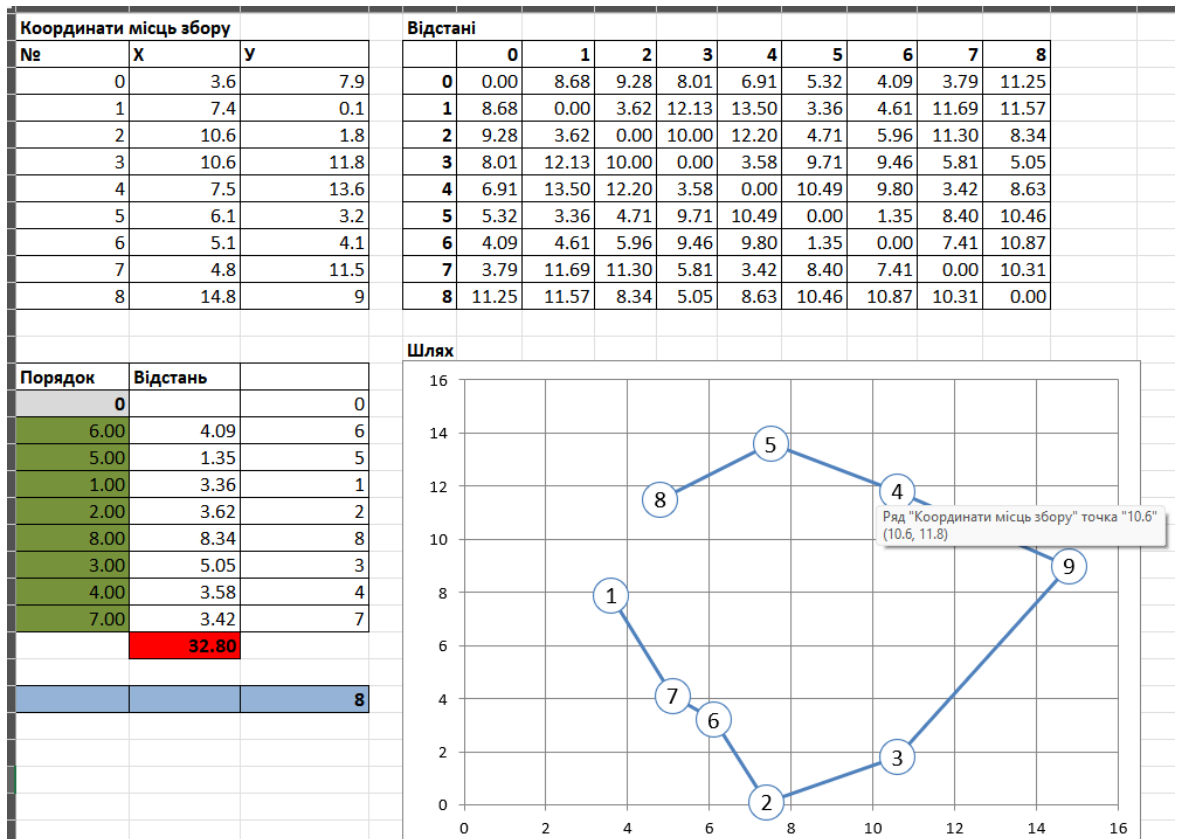 Координати місць збору
№ X У
0 3.6 7.9
1 7.4 0.1
2 10.6 1.8
3 10.6 11.8
4 7.5 13.6
5 6.1 3.2
6 5.1 4.1
7 4.8 11.5
8 14.8 9
Відстані
0 1 2 3 4 5 6 7 8
0 0.00 8.68 9.28 8.01 6.91 5.32 4.09 3.79 11.25
1 8.68 0.00 3.62 12.13 13.50 3.36 4.61 11.69 11.57
2 9.28 3.62 0.00 10.00 12.20 4.71 5.96 11.30 8.34
3 8.01 12.13 10.00 0.00 3.58 9.71 9.46 5.81 5.05
4 6.91 13.50 12.20 3.58 0.00 10.49 9.80 3.42 8.63
5 5.32 3.36 4.71 9.71 10.49 0.00 1.35 8.40 10.46
6 4.09 4.61 5.96 9.46 9.80 1.35 0.00 7.41 10.87
7 3.79 11.69 11.30 5.81 3.42 8.40 7.41 0.00 10.31
8 11.25 11.57 8.34 5.05 8.63 10.46 10.87 10.31 0.00
Порядок Відстань
0 0
6.00 4.09 6
5.00 1.35 5
1.00 3.36 1
2.00 3.62 2
8.00 8.34 8
3.00 5.05 3
4.00 3.58 4
7.00 3.42 7
32.80
8
Шлях
16
14
12
10
8
6
4
2
0
5
4
8
Ряд "Координати місць збору" точка "10.6"
(10.6, 11.8)
9
1
7
6
3
2
0 2 4 6 8 10 12 14 16